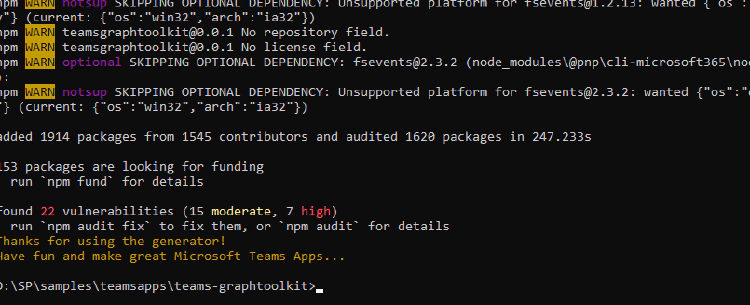 npm WARN notsup SKIPPING OPTIONAL DEPENDENCY: Unsupported platform for fsevents@1.2.13: wanted {"os":
y"} (current: {"os":"win32","arch":"ia32"})
npm WARN teamsgraphtoolkit@0.0.1 No repository field.
npm WARN teamsgraphtoolkit@0.0.1 No license field.
npm WARN optional SKIPPING OPTIONAL DEPENDENCY: fsevents@2.3.2 (node_modules\@pnp\cli-microsoft365\no
):
npm WARN notsup SKIPPING OPTIONAL DEPENDENCY: Unsupported platform for fsevents@2.3.2: wanted {"os":"
"} (current: {"os":"win32","arch":"ia32"})
added 1914 packages from 1545 contributors and audited 1620 packages in 247.233s
153 packages are looking for funding
run `npm fund` for details
found 22 vulnerabilities (15 moderate, 7 high)
run `npm audit fix` to fix them, or `npm audit` for details
Thanks for using the generator!
Have fun and make great Microsoft Teams Apps...
D:\SP\samples\teamsapps\teams-graphtoolkit>